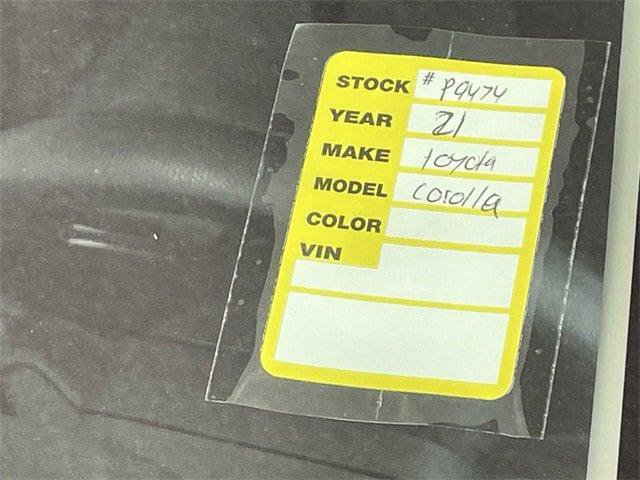 STOCK # P9474
YEAR 21
MAKE toyota
MODEL corolla
COLOR
VIN